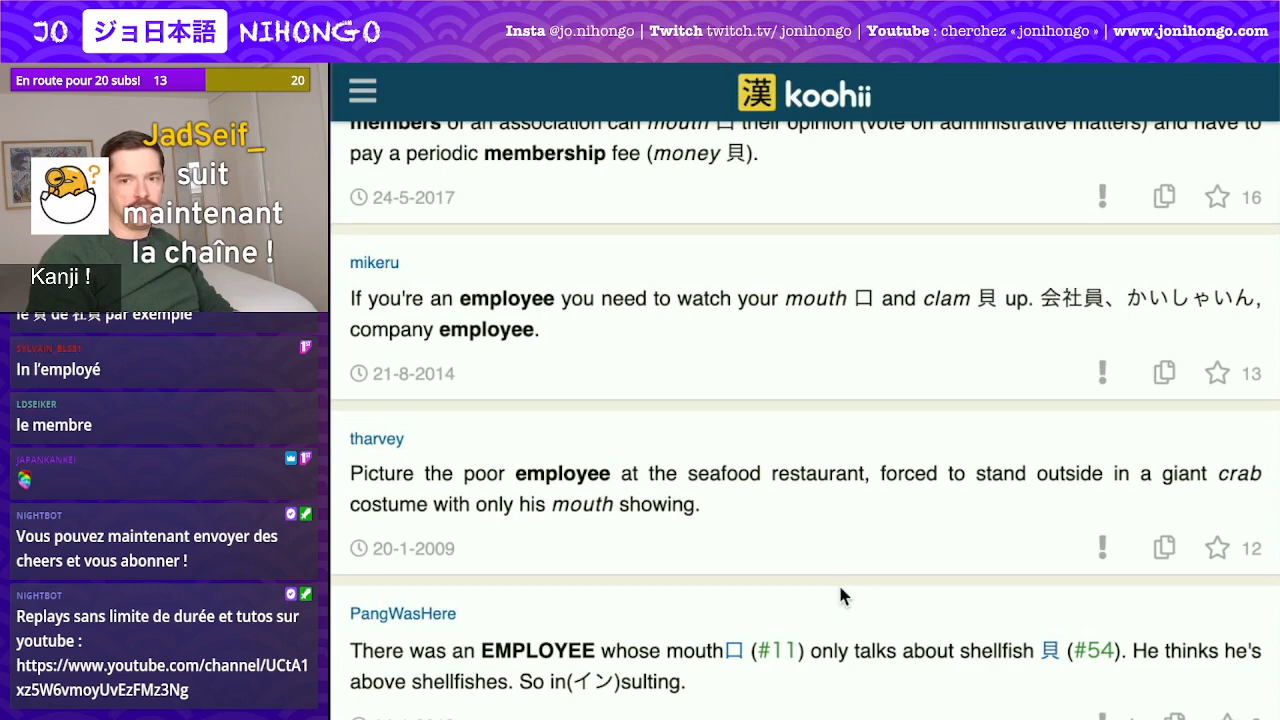 JO ジョ日本語 NIHONGO
Insta @jo.nihongo | Twitch twitch.tv/ jonihongo | Youtube : cherchez « jonihongo » | www.jonihongo.com
En route pour 20 subs! 13 20
JadSeif_
suit
maintenant
la chaîne !
?
Kanji !
le 貝 de 社員 par exemple
SYLVAIN_BLSB1
In l’employé
LDSEIKER
le membre
JAPANKANKEI
NIGHTBOT
Vous pouvez maintenant envoyer des
cheers et vous abonner !
NIGHTBOT
Replays sans limite de durée et tutos sur
youtube :
https://www.youtube.com/channel/UCtA1
xz5W6vmoyUvEzFMz3Ng
漢 koohii
members of an association can mouth 口 their opinion (vote on administrative matters) and have to
pay a periodic membership fee (money 貝).
24-5-2017
16
mikeru
If you're an employee you need to watch your mouth 口 and clam 貝 up. 会社員、かいしゃいん,
company employee.
21-8-2014
13
tharvey
Picture the poor employee at the seafood restaurant, forced to stand outside in a giant crab
costume with only his mouth showing.
20-1-2009
12
PangWasHere
There was an EMPLOYEE whose mouth口 (#11) only talks about shellfish 貝 (#54). He thinks he's
above shellfishes. So in(イン)sulting.